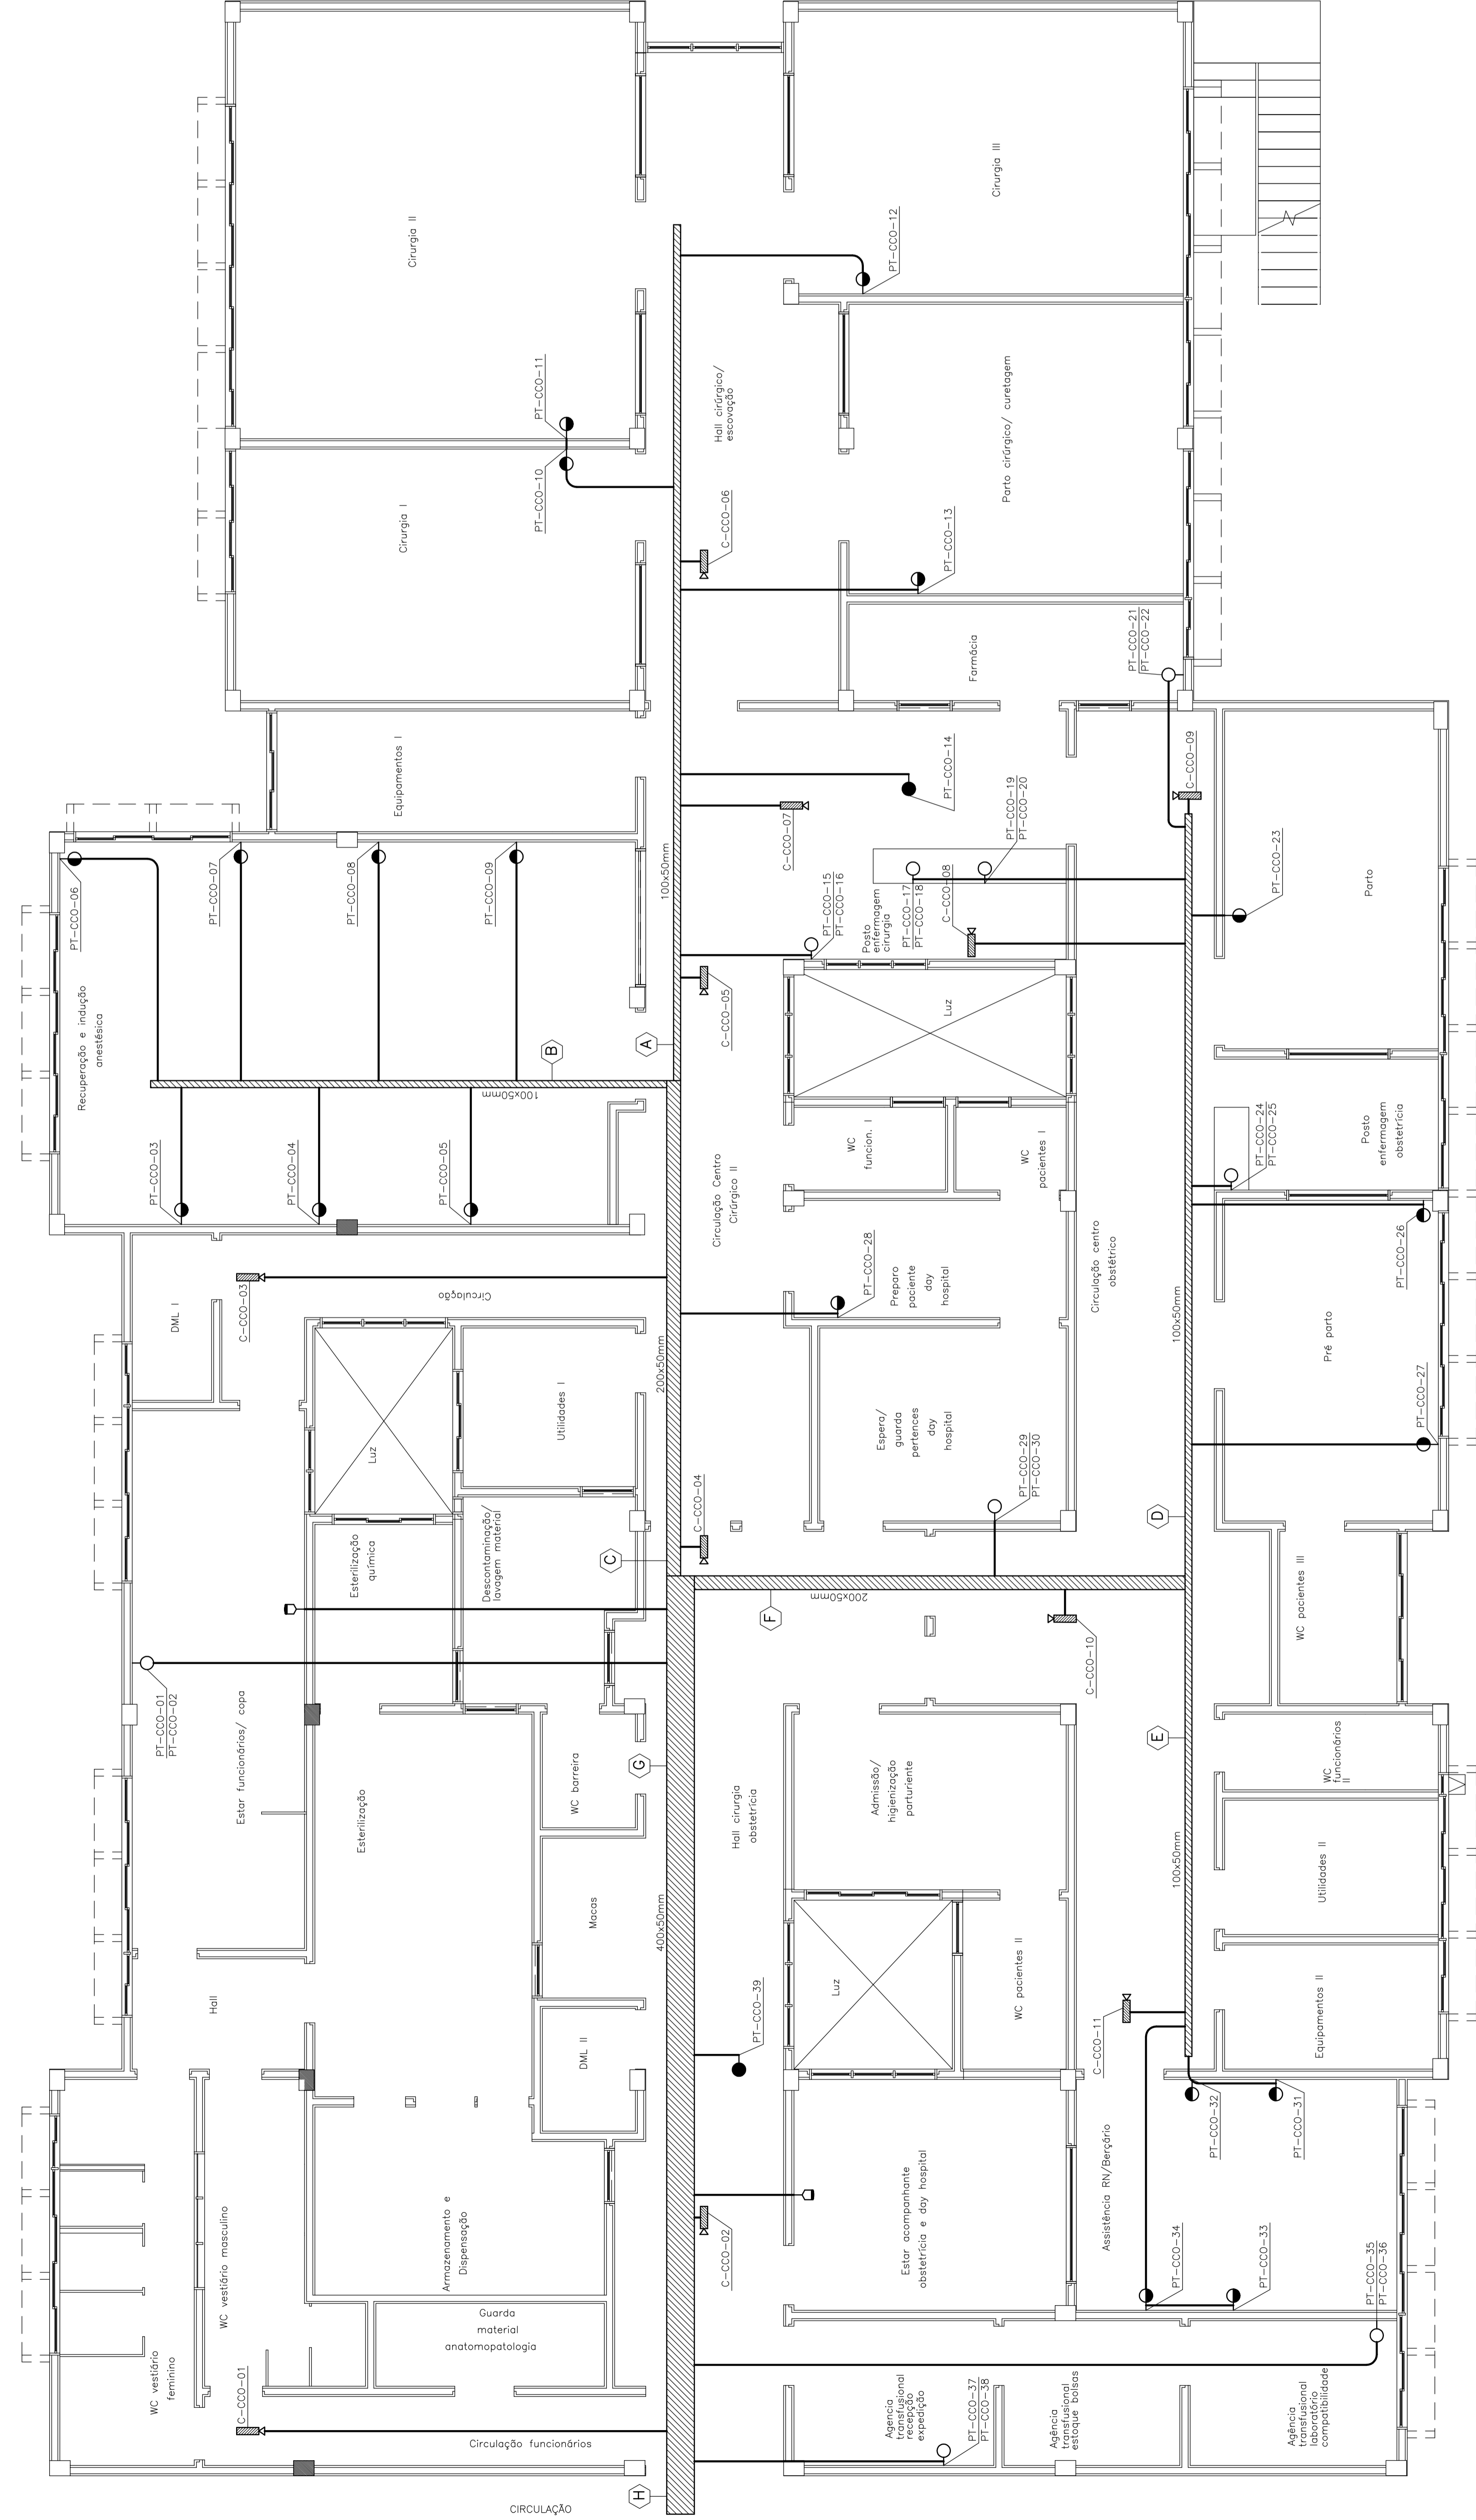 Cirurgia II
Cirurgia III
PT-CCO-12
PT-CCO-11
PT-CCO-10
Hall cirúrgico/
escovação
Parto cirúrgico/ curetagem
Cirurgia I
C-CCO-06
PT-CCO-13
Farmácia
PT-CCO-21
PT-CCO-22
Equipamentos I
PT-CCO-14
C-CCO-09
PT-CCO-19
PT-CCO-20
C-CCO-07
100x50mm
PT-CCO-06
PT-CCO-07
PT-CCO-08
PT-CCO-09
PT-CCO-15
PT-CCO-16
Posto
enfermagem
cirurgia
PT-CCO-17
PT-CCO-18
C-CCO-08
PT-CCO-23
Parto
Recuperação e indução
anestésica
B
A
C-CCO-05
Luz
100x50mm
PT-CCO-03
PT-CCO-04
PT-CCO-05
Circulação Centro
Cirúrgico II
WC
funcion. I
WC
pacientes I
PT-CCO-24
PT-CCO-25
Posto
enfermagem
obstetrícia
DML I
C-CCO-03
Circulação
PT-CCO-28
Preparo
paciente
day
hospital
Circulação centro
obstétrico
PT-CCO-26
200x50mm
100x50mm
Pré parto
Luz
Utilidades I
Espera/
guarda
pertences
day
hospital
PT-CCO-29
PT-CCO-30
PT-CCO-27
Esterilização
química
Descontaminação/
lavagem material
C-CCO-04
C
D
F
200x50mm
WC pacientes III
C-CCO-10
PT-CCO-01
PT-CCO-02
Estar funcionários/ copa
G
E
Esterilização
WC barreira
Hall cirurgia
obstetrícia
Admissão/
higienização
parturiente
WC
funcionários
II
Macas
400x50mm
100x50mm
Utilidades II
Hall
DML II
PT-CCO-39
Luz
WC pacientes II
C-CCO-11
Equipamentos II
PT-CCO-32
PT-CCO-31
WC vestiário masculino
Armazenamento e
Dispensação
C-CCO-02
Estar acompanhante
obstetrícia e day hospital
Assistência RN/Berçário
PT-CCO-34
PT-CCO-33
PT-CCO-35
PT-CCO-36
Guarda
material
anatomopatologia
WC vestiário
feminino
C-CCO-01
Circulação funcionários
Agencia
transfusional
recepção
expedição
PT-CCO-37
PT-CCO-38
Agência
transfusional
estoque bolsas
Agência
transfusional
laboratório
compatibilidade
H
CIRCULAÇÃO